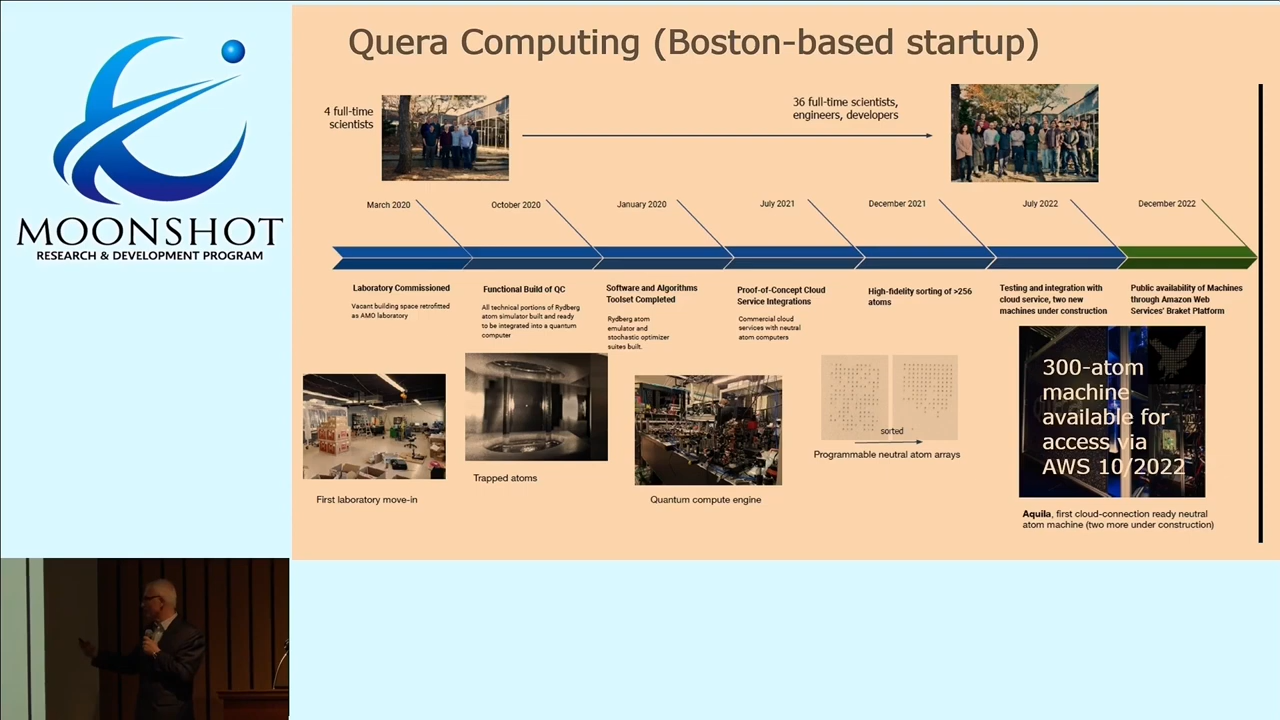 MOONSHOT
RESEARCH & DEVELOPMENT PROGRAM
Quera Computing (Boston-based startup)
4 full-time
scientists
36 full-time scientists,
engineers, developers
March 2020
October 2020
January 2020
July 2021
December 2021
July 2022
December 2022
Laboratory Commissioned
Vacant building space retrofitted
as AMO laboratory
First laboratory move-in
Functional Build of QC
All technical portions of Rydberg
atom simulator built and ready
to be integrated into a quantum
computer
Trapped atoms
Software and Algorithms
Toolset Completed
Rydberg atom
emulator and
stochastic optimizer
suites built.
Quantum compute engine
Proof-of-Concept Cloud
Service Integrations
Commercial cloud
services with neutral
atom computers
High-fidelity sorting of >256
atoms
sorted
Programmable neutral atom arrays
Testing and integration with
cloud service, two new
machines under construction
Public availability of Machines
through Amazon Web
Services' Braket Platform
300-atom
machine
available for
access via
AWS 10/2022
Aquila, first cloud-connection ready neutral
atom machine (two more under construction)